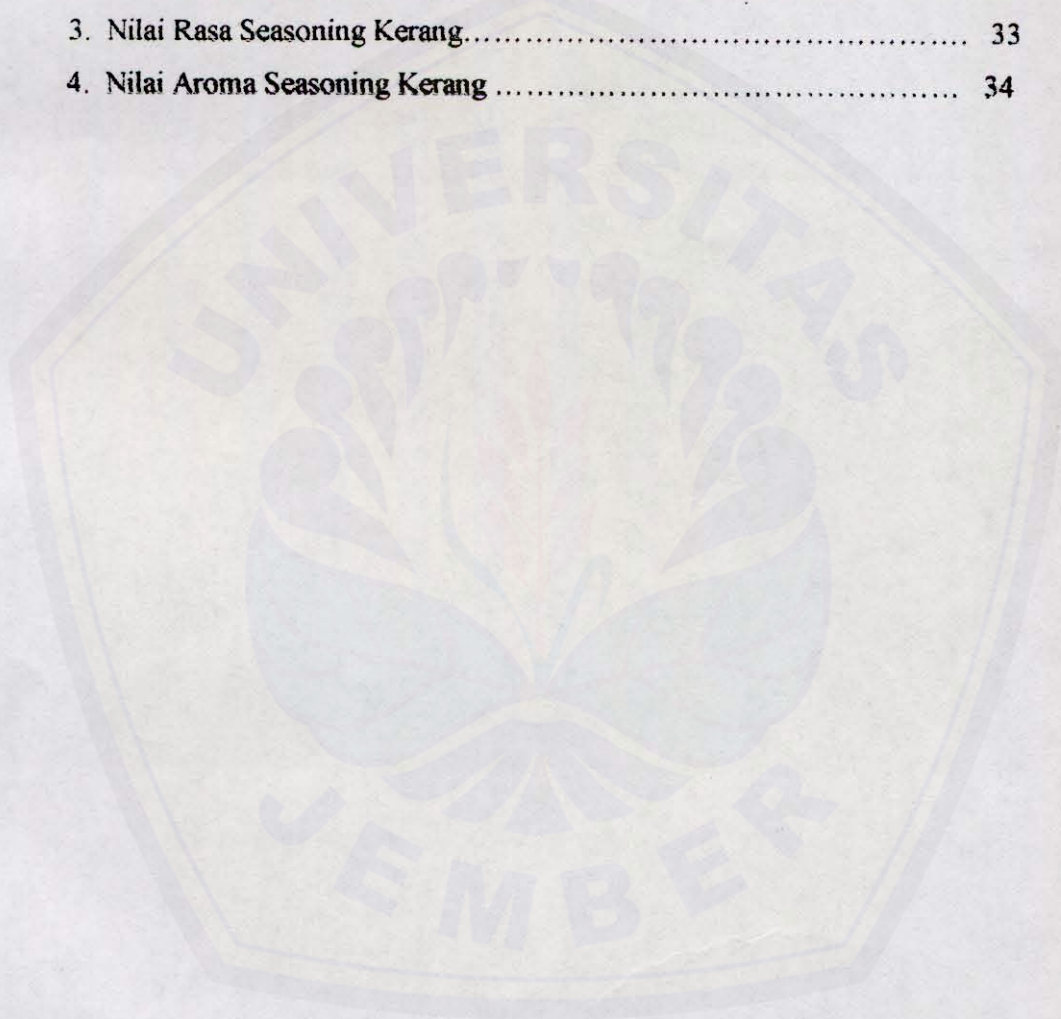 3. Nilai Rasa Seasoning Kerang................................................ 33
4. Nilai Aroma Seasoning Kerang ............................................ 34
UNIVERSITAS
JEMBER